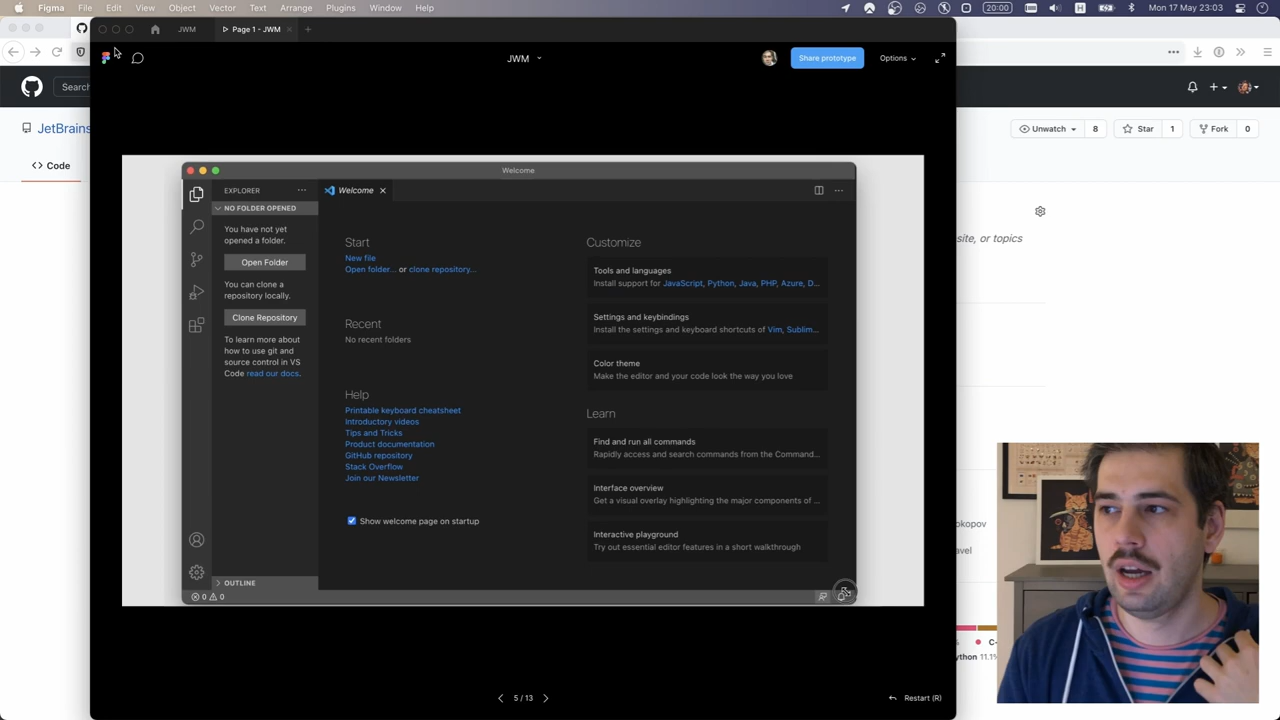 Figma File Edit View Object Vector Text Arrange Plugins Window Help
20:00
Mon 17 May 23:03
JWM
Page 1 - JWM
JWM
Share prototype
Options
Search
JetBrains
Unwatch 8
Star 1
Fork 0
Code
site, or topics
Welcome
EXPLORER
NO FOLDER OPENED
You have not yet
opened a folder.
Open Folder
You can clone a
repository locally.
Clone Repository
To learn more about
how to use git and
source control in VS
Code read our docs.
OUTLINE
0 0
Welcome
Start
New file
Open folder... or clone repository...
Recent
No recent folders
Help
Printable keyboard cheatsheet
Introductory videos
Tips and Tricks
Product documentation
GitHub repository
Stack Overflow
Join our Newsletter
Show welcome page on startup
Customize
Tools and languages
Install support for JavaScript, Python, Java, PHP, Azure, D...
Settings and keybindings
Install the settings and keyboard shortcuts of Vim, Sublim...
Color theme
Make the editor and your code look the way you love
Learn
Find and run all commands
Rapidly access and search commands from the Command...
Interface overview
Get a visual overlay highlighting the major components of ...
Interactive playground
Try out essential editor features in a short walkthrough
okopov
avel
C-
ython 11.1%
5 / 13
Restart (R)